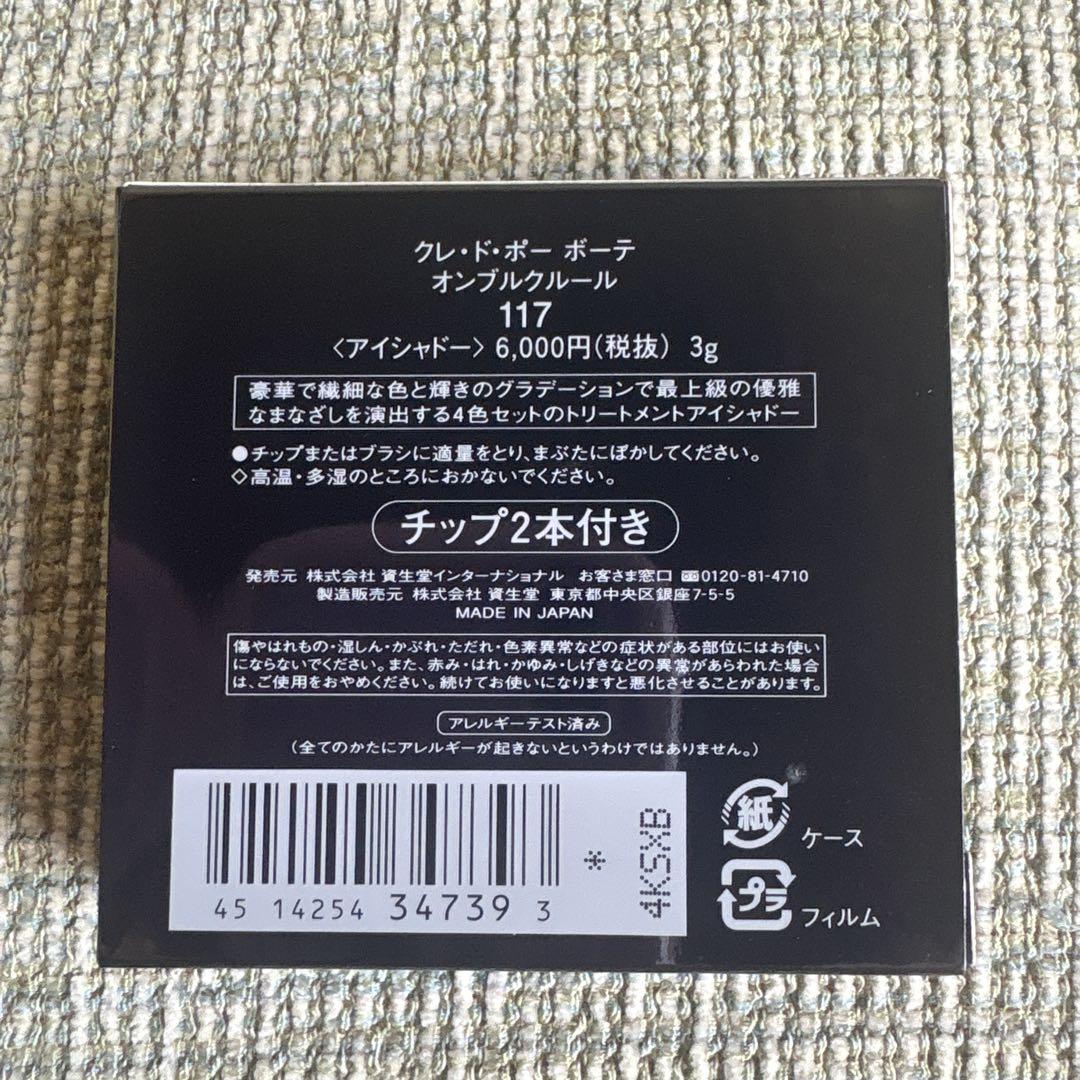 クレ・ド・ポー ボーテ
オンブルクルール
117
〈アイシャドー〉 6,000円(税抜) 3g
豪華で繊細な色と輝きのグラデーションで最上級の優雅
なまなざしを演出する4色セットのトリートメントアイシャドー
●チップまたはブラシに適量をとり、まぶたにぼかしてください。
◇高温・多湿のところにおかないでください。
チップ2本付き
発売元 株式会社 資生堂インターナショナル お客さま窓口 0120-81-4710
製造販売元 株式会社 資生堂 東京都中央区銀座7-5-5
MADE IN JAPAN
傷やはれもの・湿しん・かぶれ・ただれ・色素異常などの症状がある部位にはお使い
にならないでください。また、赤み・はれ・かゆみ・しげきなどの異常があらわれた場合
は、ご使用をおやめください。続けてお使いになりますと悪化させることがあります。
アレルギーテスト済み
(全てのかたにアレルギーが起きないというわけではありません。)
45 14254 34739 3
*
4K5XB
紙 ケース
プラ フィルム